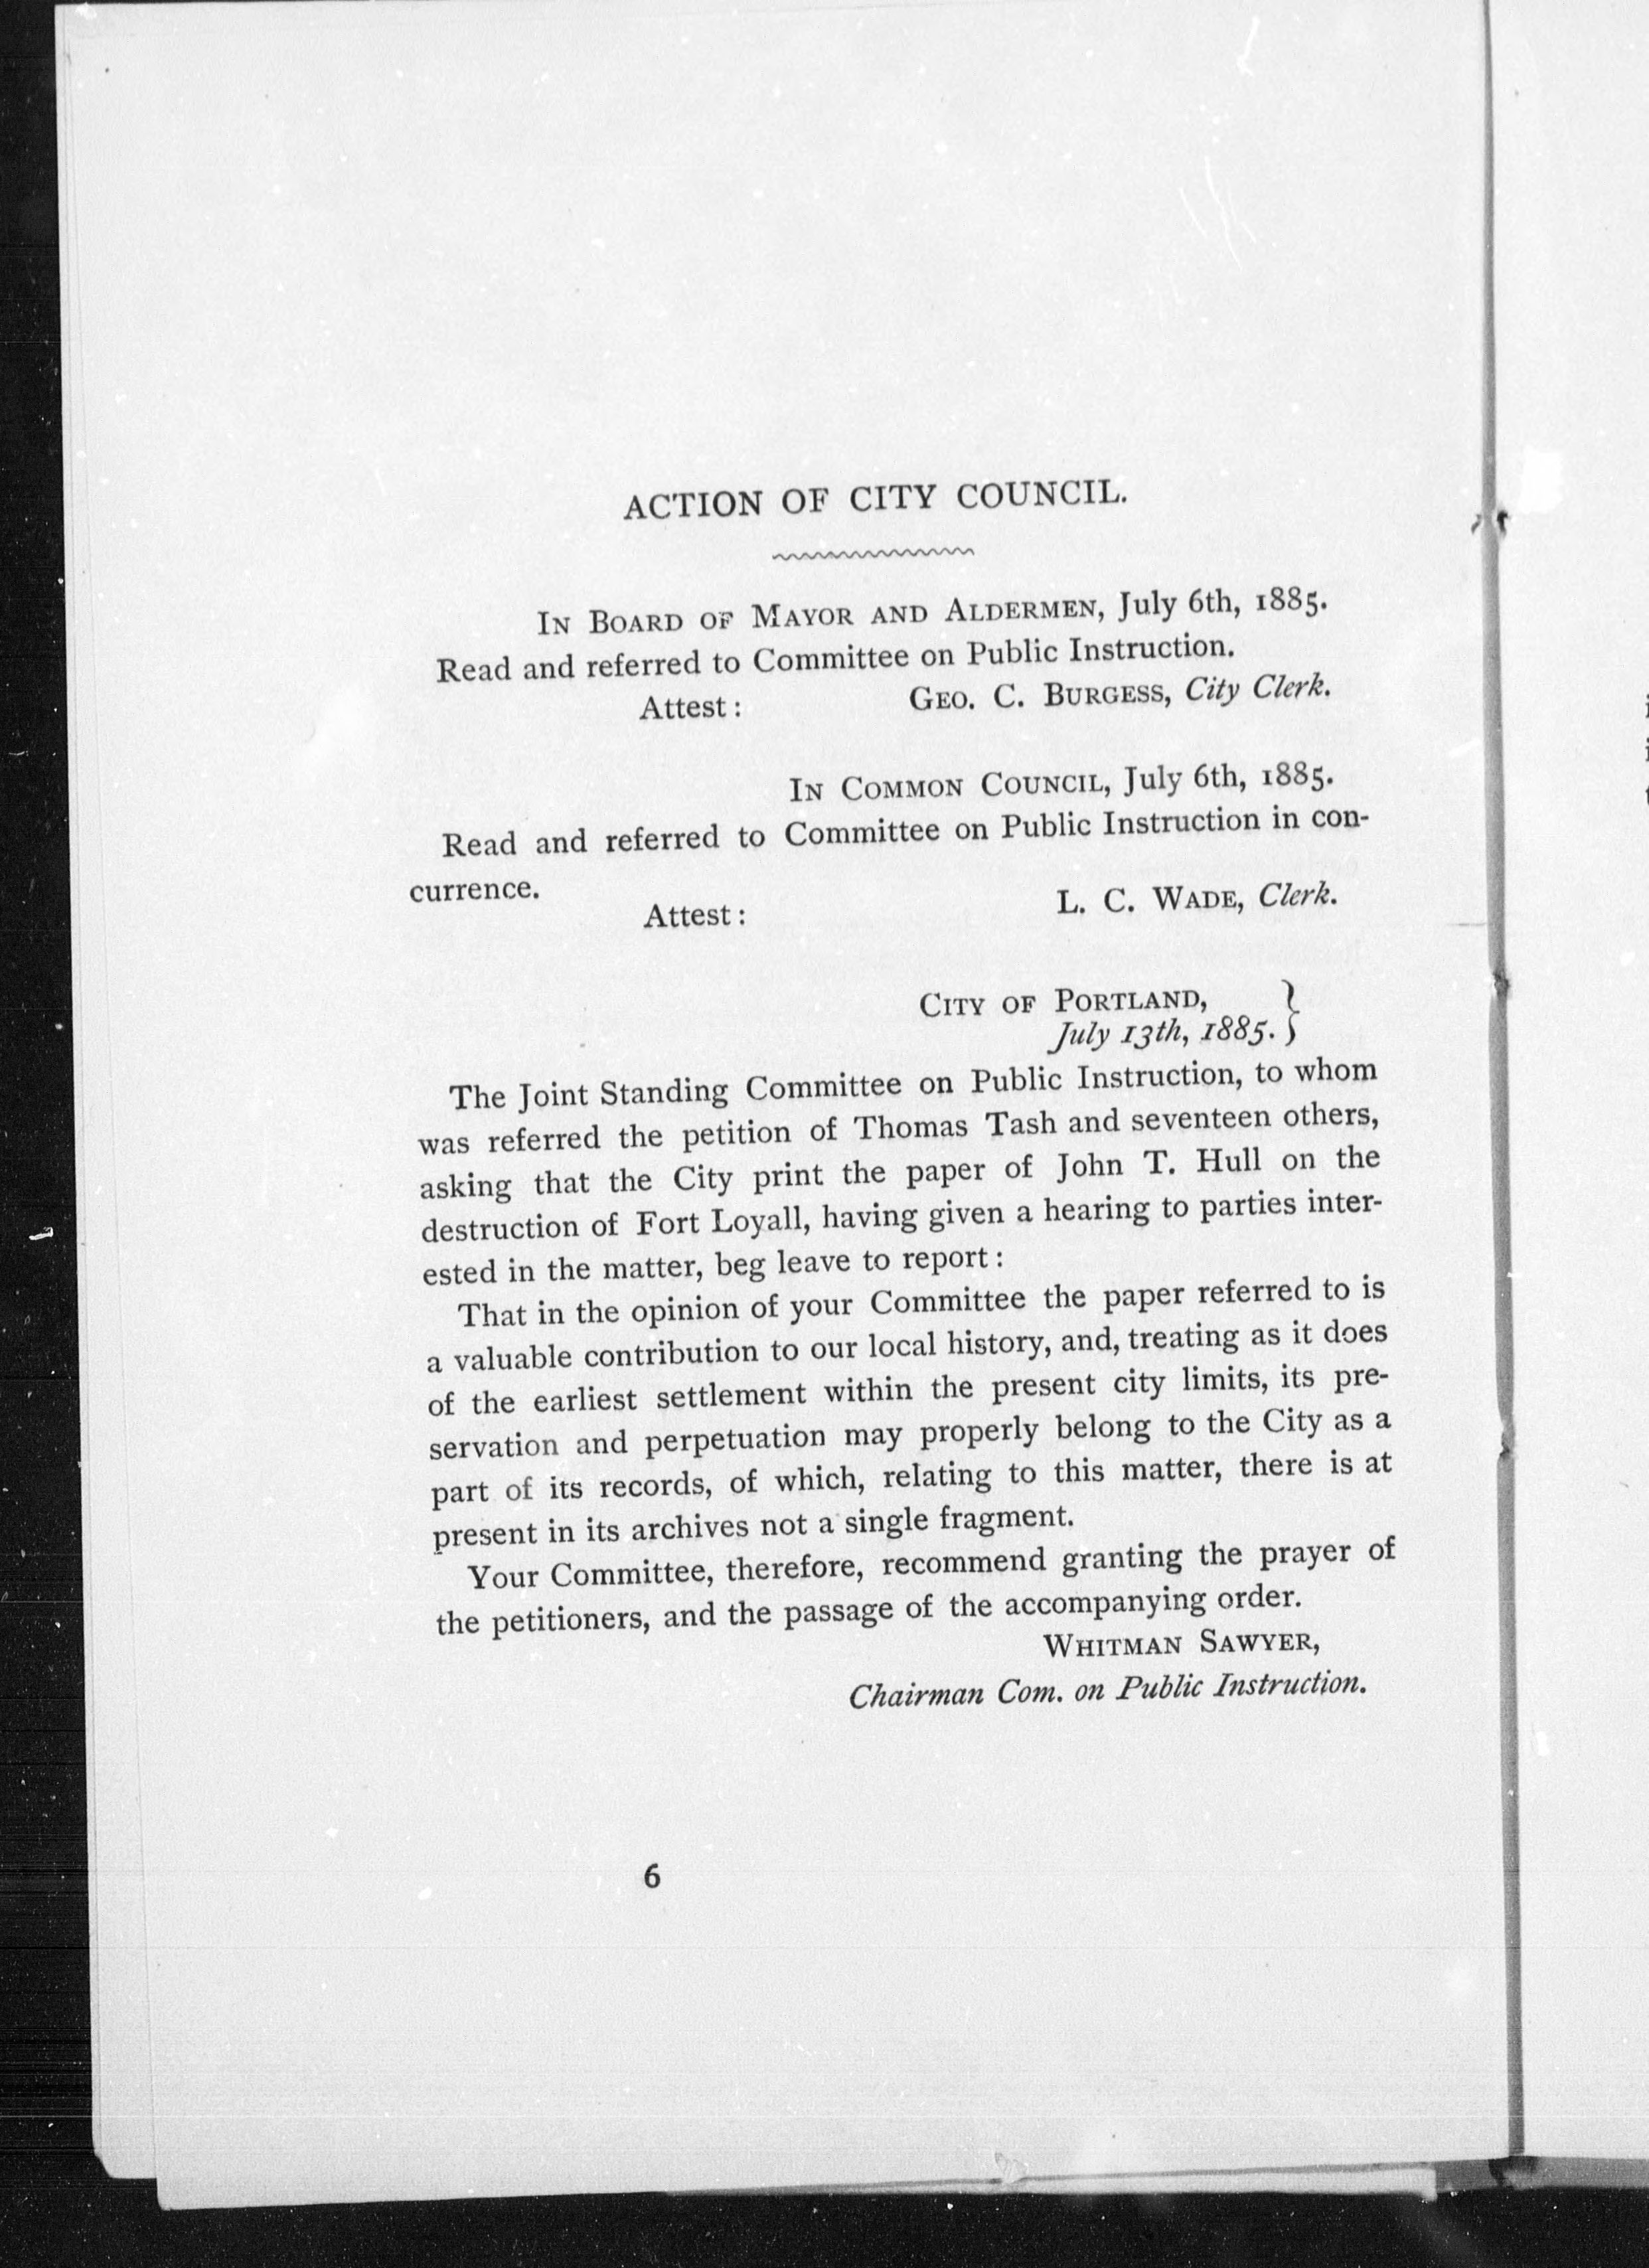 ACTION OF CITY COUNCIL.
IN BOARD OF MAYOR AND ALDERMEN, July 6th, 1885.
Read and referred to Committee on Public Instruction.
Attest: GEO. C. BURGESS, City Clerk.
IN COMMON COUNCIL, July 6th, 1885.
Read and referred to Committee on Public Instruction in con-
currence.
Attest: L. C. WADE, Clerk.
CITY OF PORTLAND, }
July 13th, 1885. }
The Joint Standing Committee on Public Instruction, to whom
was referred the petition of Thomas Tash and seventeen others,
asking that the City print the paper of John T. Hull on the
destruction of Fort Loyall, having given a hearing to parties inter-
ested in the matter, beg leave to report:
That in the opinion of your Committee the paper referred to is
a valuable contribution to our local history, and, treating as it does
of the earliest settlement within the present city limits, its pre-
servation and perpetuation may properly belong to the City as a
part of its records, of which, relating to this matter, there is at
present in its archives not a single fragment.
Your Committee, therefore, recommend granting the prayer of
the petitioners, and the passage of the accompanying order.
WHITMAN SAWYER,
Chairman Com. on Public Instruction.
6